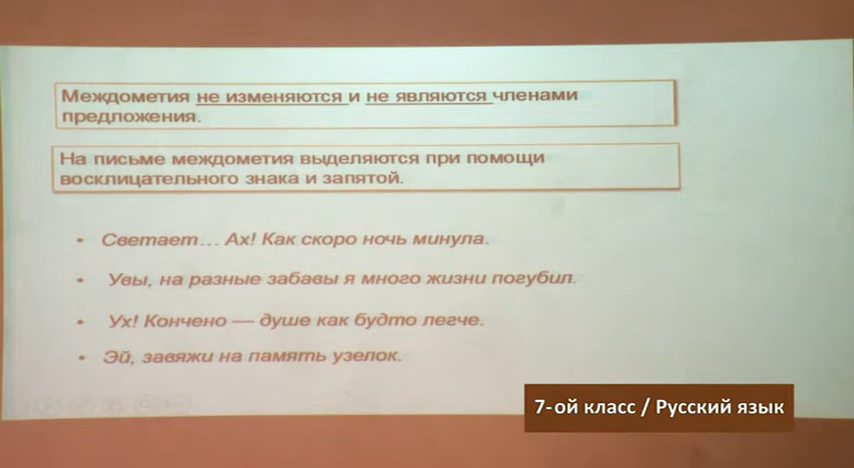 Междометия не изменяются и не являются членами
предложения.
На письме междометия выделяются при помощи
восклицательного знака и запятой.
• Светает... Ах! Как скоро ночь минула.
• Увы, на разные забавы я много жизни погубил.
• Ух! Кончено — душе как будто легче.
• Эй, завяжи на память узелок.
7-ой класс / Русский язык